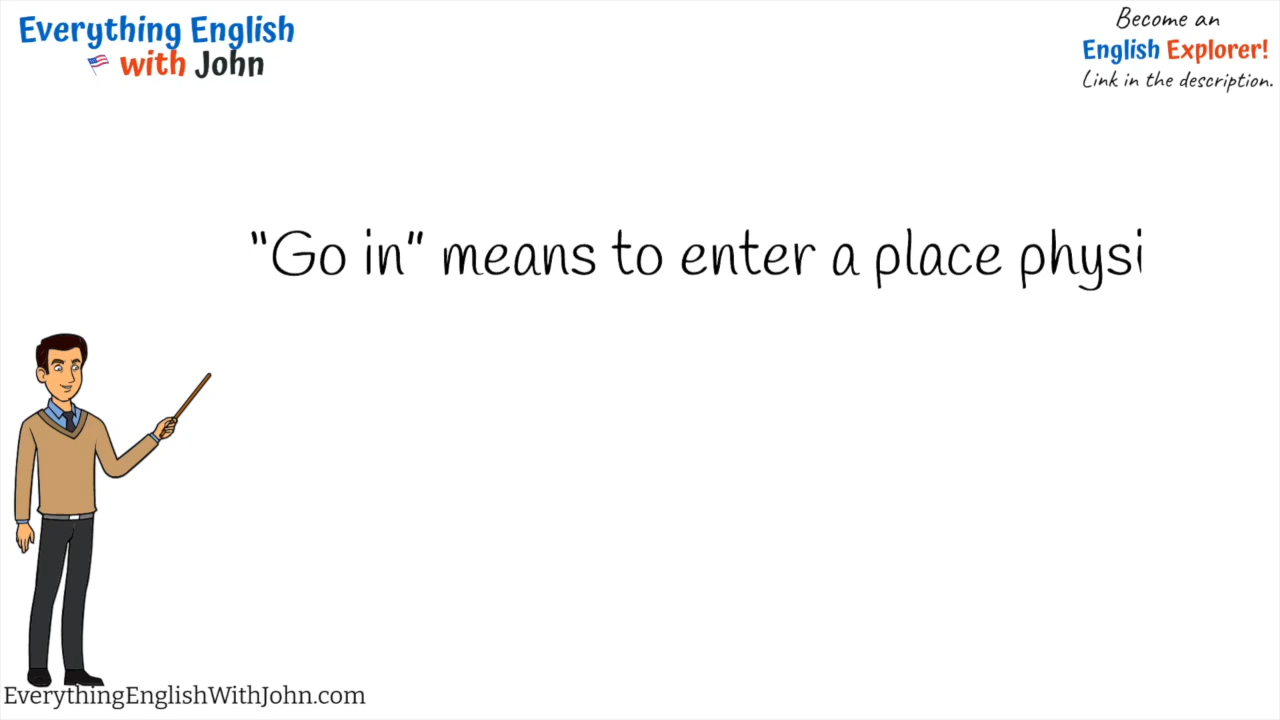 Everything English
with John
Become an
English Explorer!
Link in the description.
"Go in" means to enter a place physi
EverythingEnglishWithJohn.com